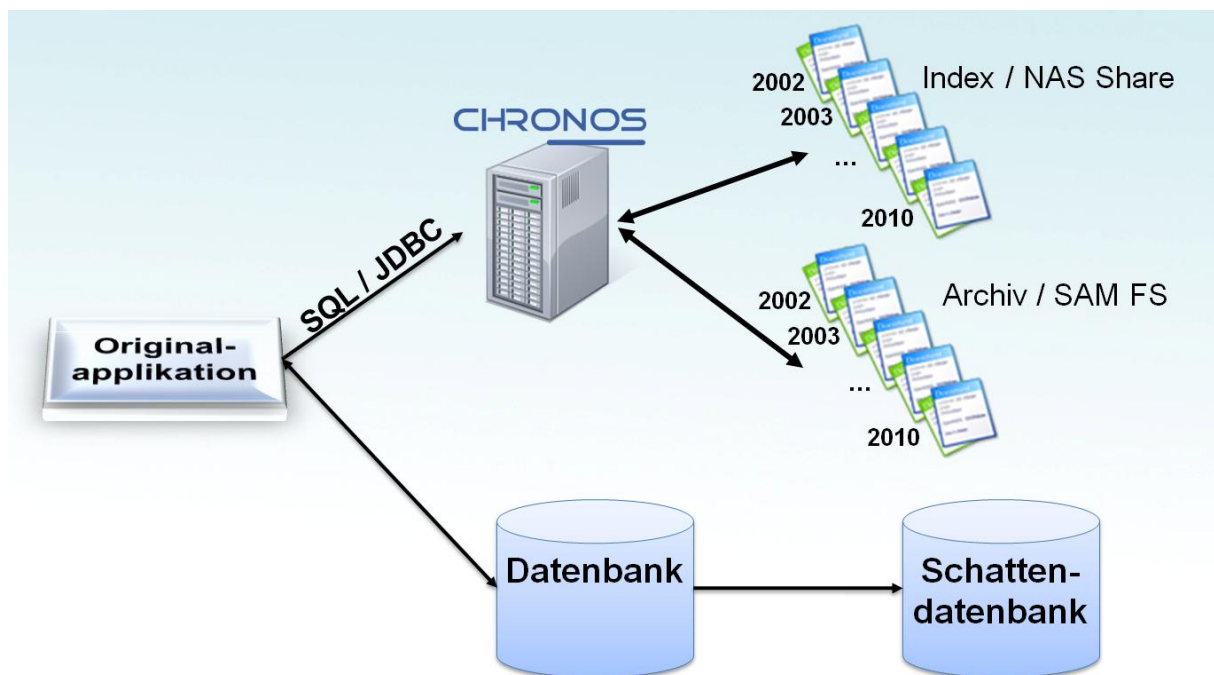 CHRONOS
2002
Index / NAS Share
2003
...
2010
SQL / JDBC
Original-
applikation
2002
Archiv / SAM FS
2003
...
2010
Datenbank
Schatten-
datenbank